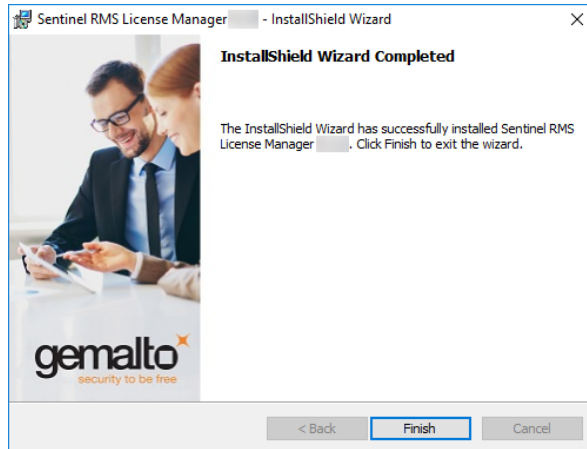 Sentinel RMS License Manager - InstallShield Wizard
InstallShield Wizard Completed
The InstallShield Wizard has successfully installed Sentinel RMS
License Manager . Click Finish to exit the wizard.
gemalto
security to be free
< Back Finish Cancel